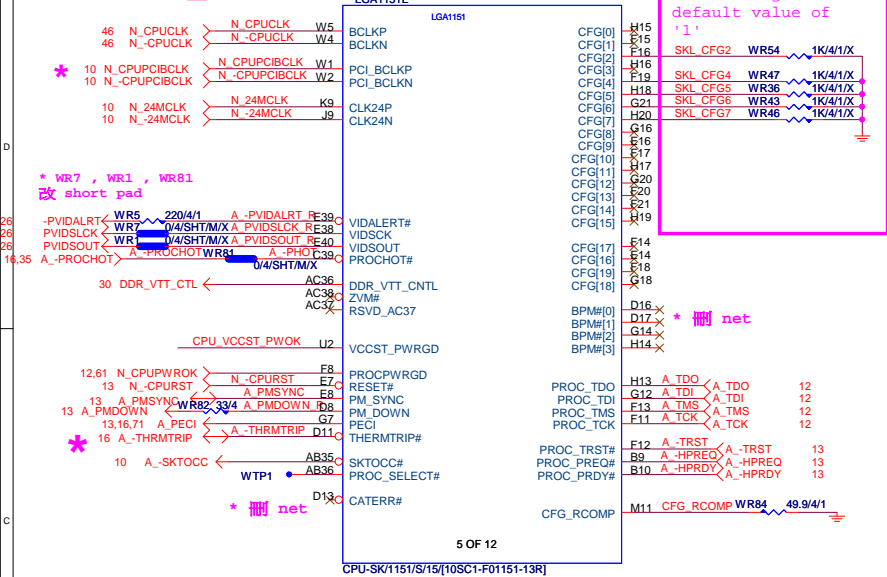 LGA1151E
LGA1151
default value of
'1'
46 N_CPUCLK N_CPUCLK W5 BCLKP
46 N_-CPUCLK N_-CPUCLK W4 BCLKN
* 10 N_CPUPCIBCLK N_CPUPCIBCLK W1 PCI_BCLKP
10 N_-CPUPCIBCLK N_-CPUPCIBCLK W2 PCI_BCLKN
10 N_24MCLK N_24MCLK K9 CLK24P
10 N_-24MCLK N_-24MCLK J9 CLK24N
CFG[0] H15
CFG[1] F15
CFG[2] F16 SKL_CFG2 WR54 1K/4/1/X
CFG[3] H16
CFG[4] F19 SKL_CFG4 WR47 1K/4/1/X
CFG[5] H18 SKL_CFG5 WR36 1K/4/1/X
CFG[6] G21 SKL_CFG6 WR43 1K/4/1/X
CFG[7] H20 SKL_CFG7 WR46 1K/4/1/X
CFG[8] G16
CFG[9] E16
CFG[10] F17
CFG[11] H17
CFG[12] G20
CFG[13] F20
CFG[14] F21
CFG[15] H19
CFG[17] F14
CFG[16] E14
CFG[19] F18
CFG[18] G18
D
* WR7 , WR1 , WR81
改 short pad
26 -PVIDALRT WR5 220/4/1 A_-PVIDALRT_R E39 VIDALERT#
26 PVIDSLCK WR7 0/4/SHT/M/X A_PVIDSLCK_R E38 VIDSCK
26 PVIDSOUT WR1 0/4/SHT/M/X A_PVIDSOUT_R E40 VIDSOUT
16,35 A_-PROCHOT A_-PROCHOT WR81 0/4/SHT/M/X A_-PHOT C39 PROCHOT#
30 DDR_VTT_CTL AC36 DDR_VTT_CNTL
AC38 ZVM#
AC37 RSVD_AC37
BPM#[0] D16
BPM#[1] D17
BPM#[2] G14
BPM#[3] H14
* 刪 net
CPU_VCCST_PWOK U2 VCCST_PWRGD
12,61 N_CPUPWROK F8 PROCPWRGD
13 N_-CPURST N_-CPURST E7 RESET#
13 A_PMSYNC A_PMSYNC E8 PM_SYNC
13 A_PMDOWN WR82 33/4 A_PMDOWN_R D8 PM_DOWN
13,16,71 A_PECI G7 PECI
* 16 A_-THRMTRIP A_-THRMTRIP D11 THERMTRIP#
10 A_-SKTOCC AB35 SKTOCC#
WTP1 AB36 PROC_SELECT#
D13 CATERR#
* 刪 net
PROC_TDO H13 A_TDO A_TDO 12
PROC_TDI G12 A_TDI A_TDI 12
PROC_TMS F13 A_TMS A_TMS 12
PROC_TCK F11 A_TCK A_TCK 12
PROC_TRST# F12 A_-TRST A_-TRST 13
PROC_PREQ# B9 A_-HPREQ A_-HPREQ 13
PROC_PRDY# B10 A_-HPRDY A_-HPRDY 13
CFG_RCOMP M11 CFG_RCOMP WR84 49.9/4/1
C
5 OF 12
CPU-SK/1151/S/15/[10SC1-F01151-13R]